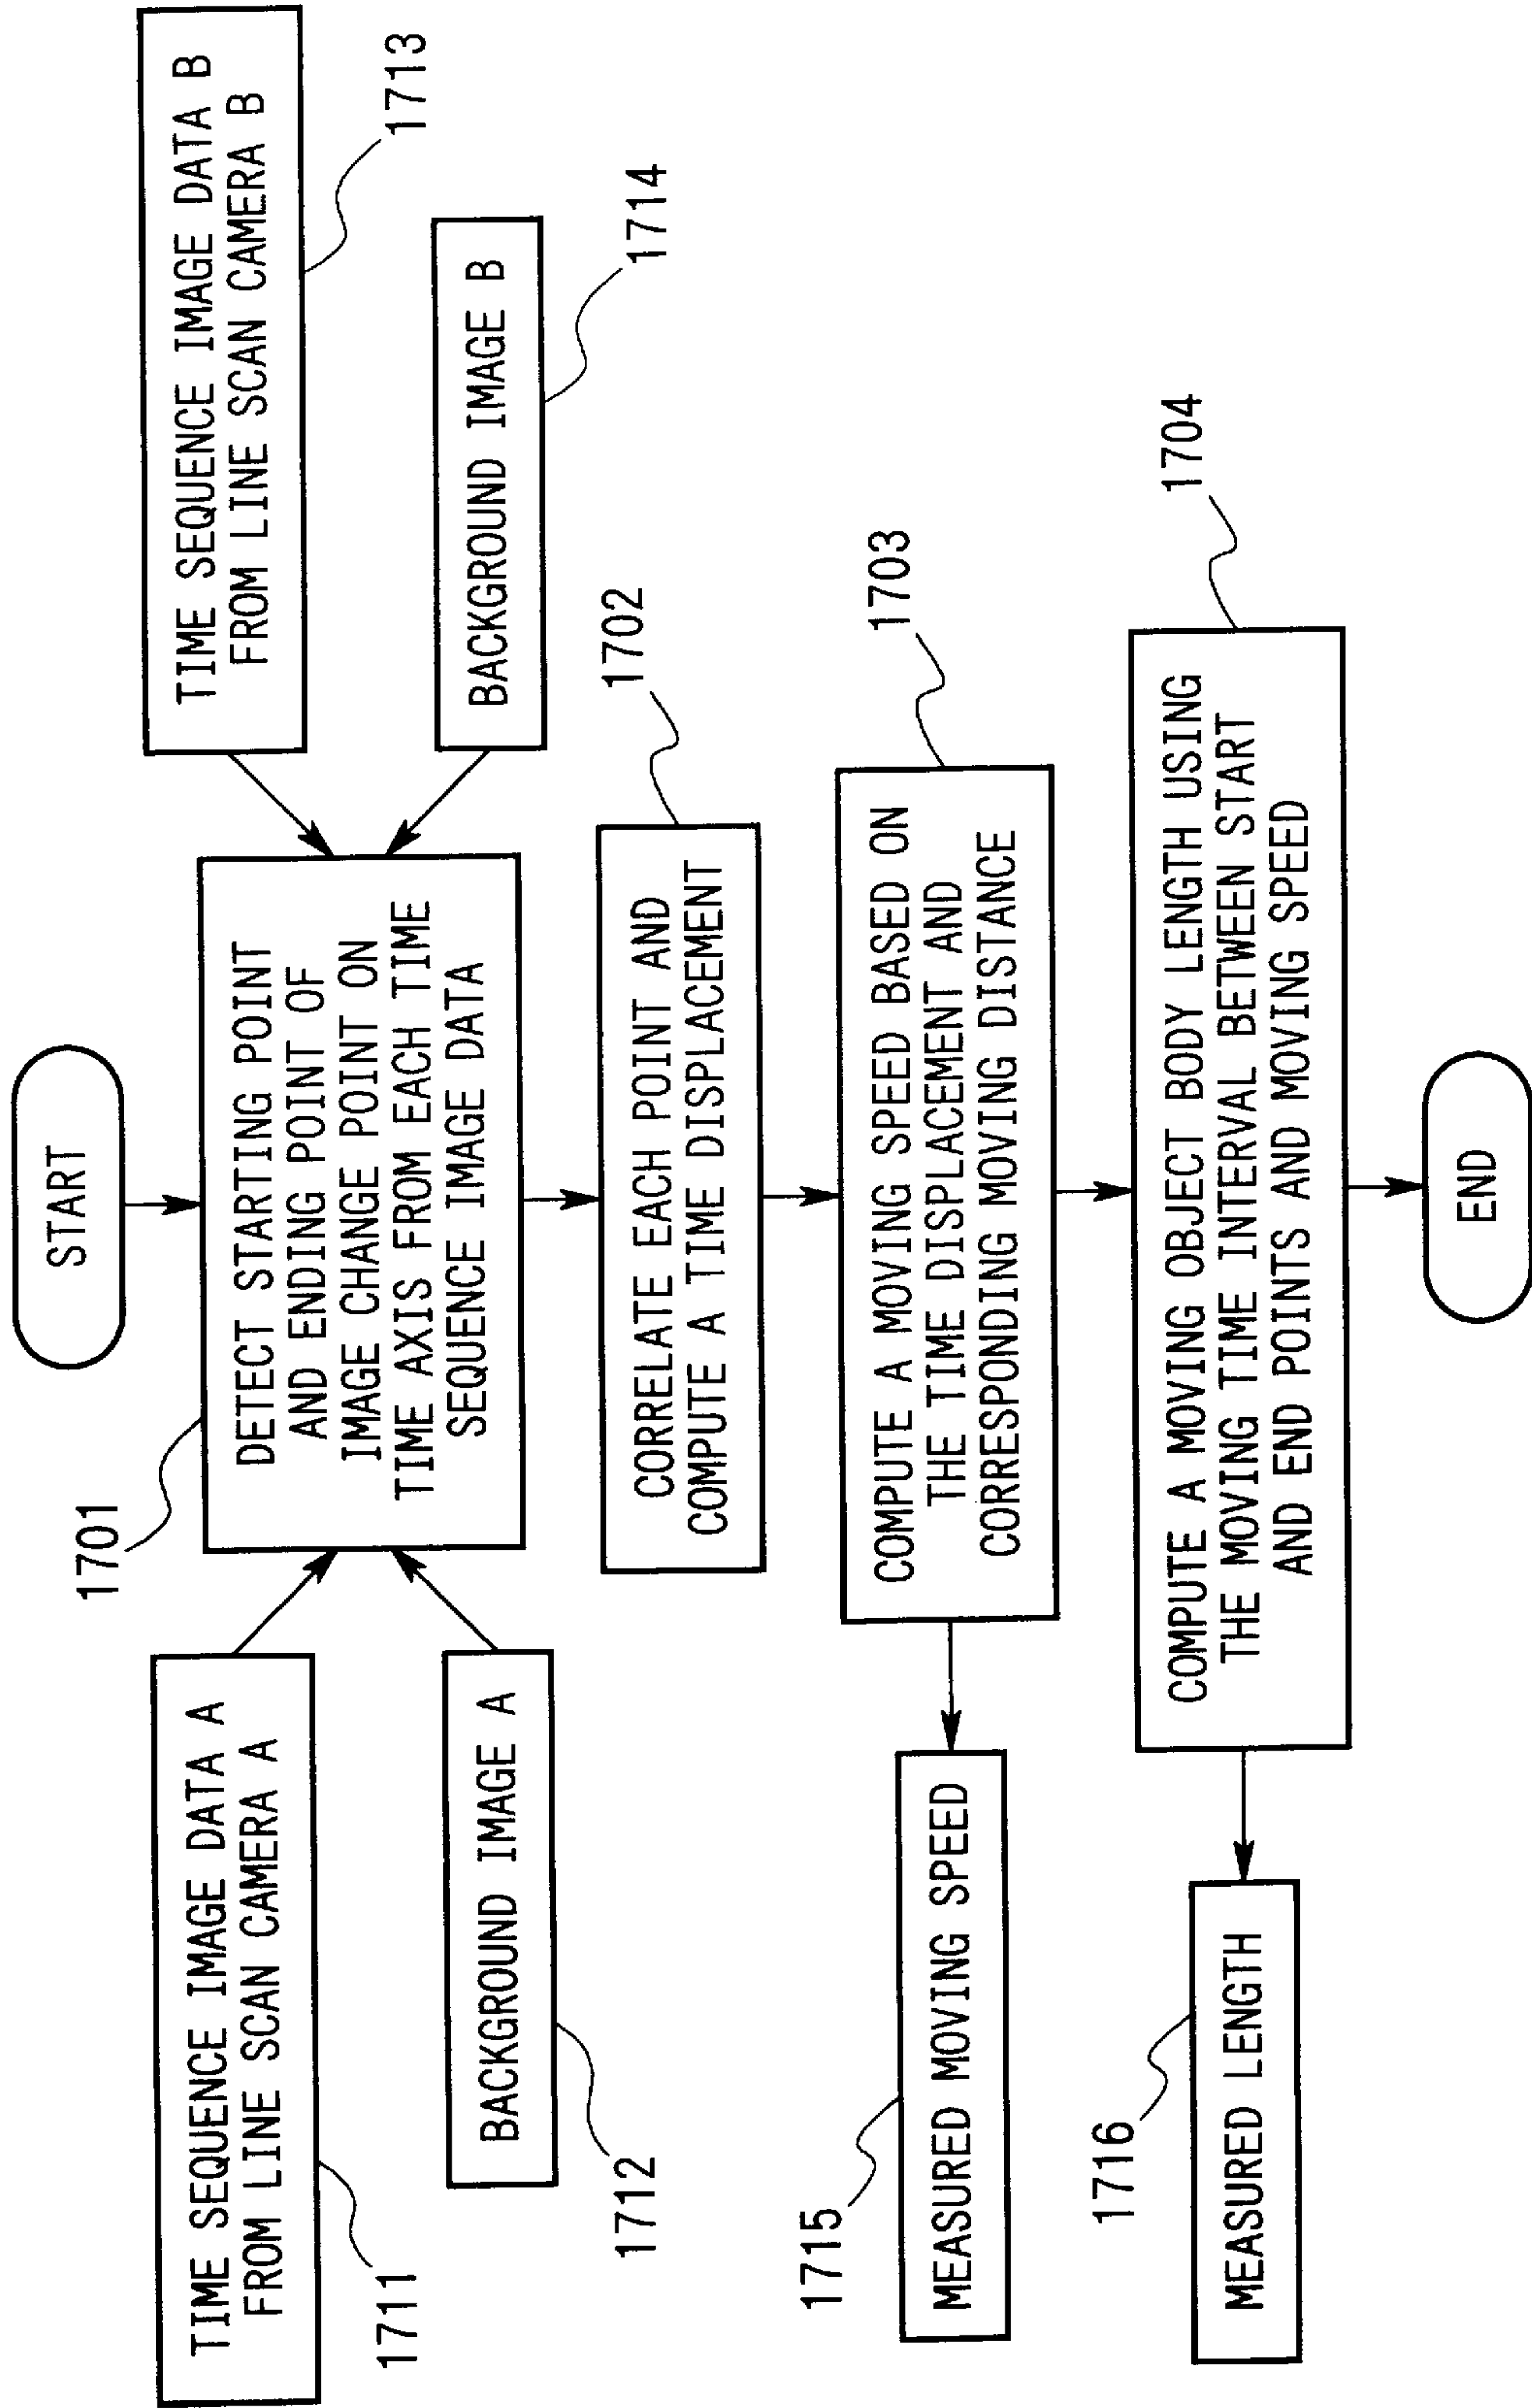 START
1701
DETECT STARTING POINT
AND ENDING POINT OF
IMAGE CHANGE POINT ON
TIME AXIS FROM EACH TIME
SEQUENCE IMAGE DATA
TIME SEQUENCE IMAGE DATA A
FROM LINE SCAN CAMERA A
1711
BACKGROUND IMAGE A
1712
TIME SEQUENCE IMAGE DATA B
FROM LINE SCAN CAMERA B
1713
BACKGROUND IMAGE B
1714
1702
CORRELATE EACH POINT AND
COMPUTE A TIME DISPLACEMENT
1703
COMPUTE A MOVING SPEED BASED ON
THE TIME DISPLACEMENT AND
CORRESPONDING MOVING DISTANCE
1715
MEASURED MOVING SPEED
1704
COMPUTE A MOVING OBJECT BODY LENGTH USING
THE MOVING TIME INTERVAL BETWEEN START
AND END POINTS AND MOVING SPEED
1716
MEASURED LENGTH
END